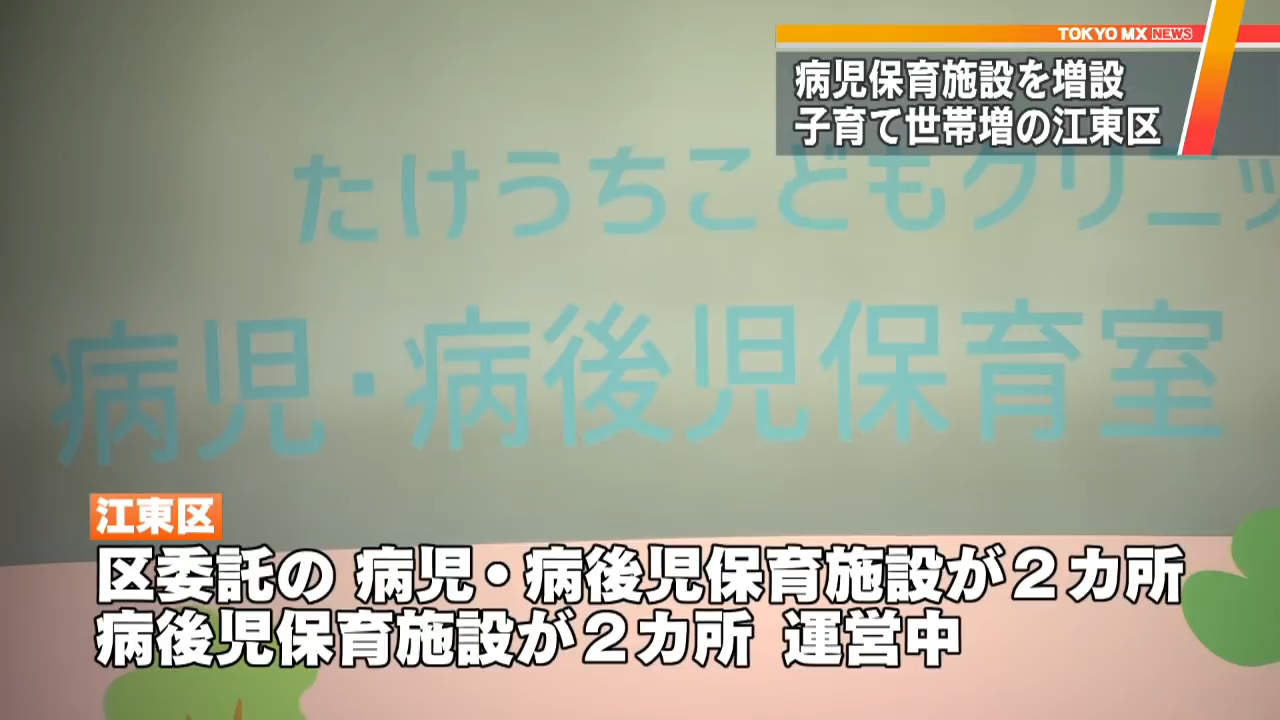 TOKYO MX NEWS
病児保育施設を増設
子育て世帯増の江東区
たけうちこどもクリニッ
病児・病後児保育室
江東区
区委託の 病児・病後児保育施設が２カ所
病後児保育施設が２カ所 運営中